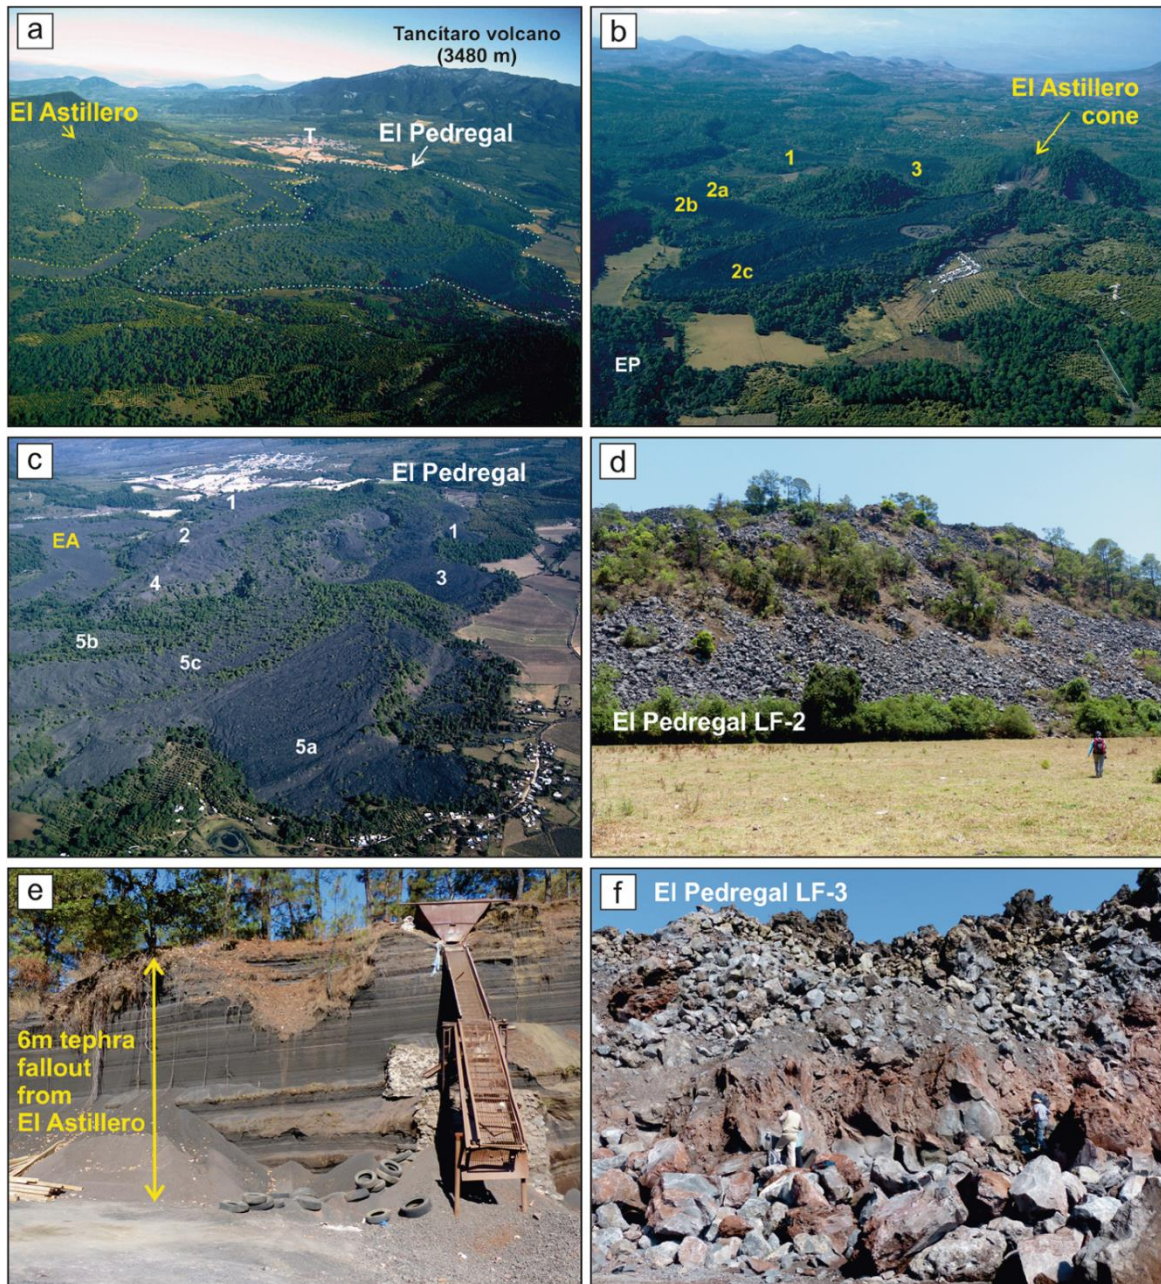 a
Tancítaro volcano
(3480 m)
El Astillero
T
El Pedregal
b
El Astillero
cone
1
3
2a
2b
2c
EP
c
El Pedregal
1
EA
2
1
3
4
5b
5c
5a
d
El Pedregal LF-2
e
6m tephra
fallout
from
El Astillero
f
El Pedregal LF-3